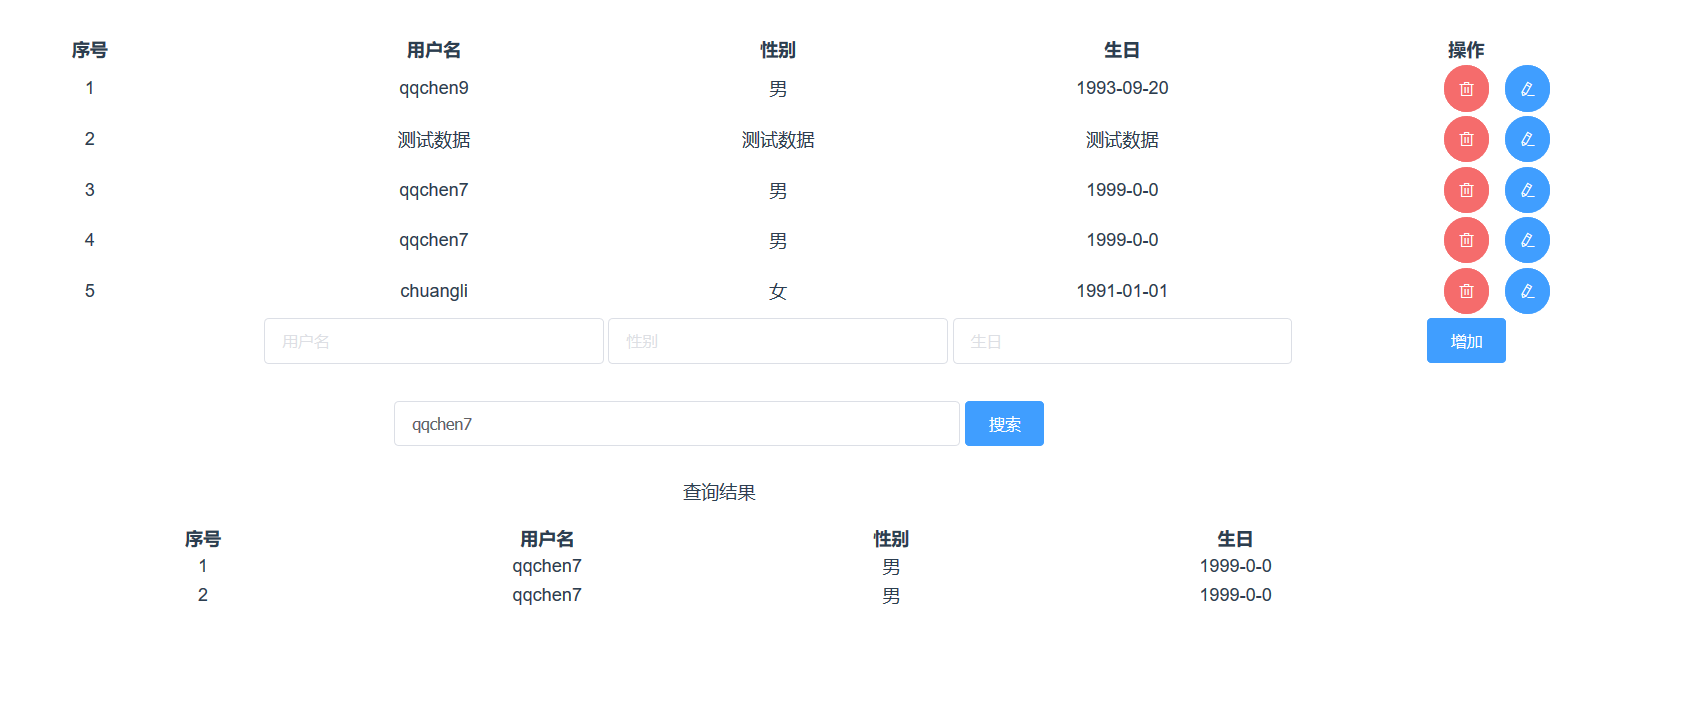 序号 用户名 性别 生日 操作
1 qqchen9 男 1993-09-20
2 测试数据 测试数据 测试数据
3 qqchen7 男 1999-0-0
4 qqchen7 男 1999-0-0
5 chuangli 女 1991-01-01
用户名 性别 生日 增加
qqchen7 搜索
查询结果
序号 用户名 性别 生日
1 qqchen7 男 1999-0-0
2 qqchen7 男 1999-0-0